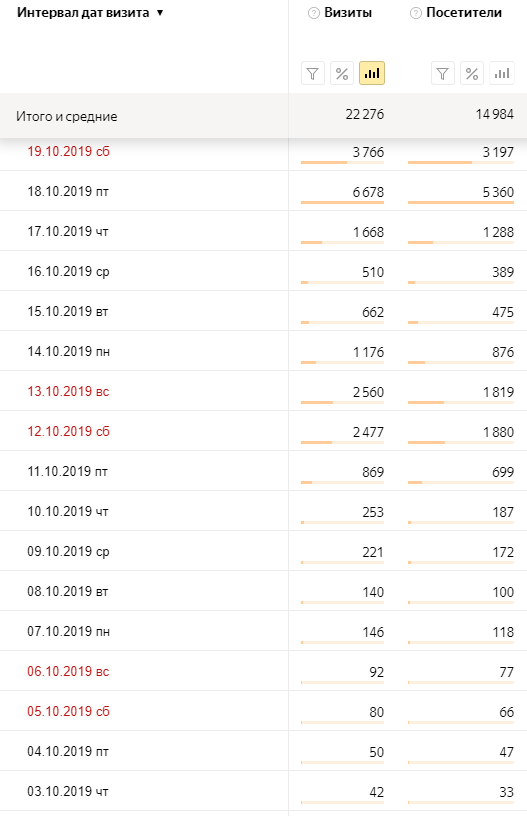 Интервал дат визита ▼ ? Визиты ? Посетители
% %
Итого и средние 22 276 14 984
19.10.2019 сб 3 766 3 197
18.10.2019 пт 6 678 5 360
17.10.2019 чт 1 668 1 288
16.10.2019 ср 510 389
15.10.2019 вт 662 475
14.10.2019 пн 1 176 876
13.10.2019 вс 2 560 1 819
12.10.2019 сб 2 477 1 880
11.10.2019 пт 869 699
10.10.2019 чт 253 187
09.10.2019 ср 221 172
08.10.2019 вт 140 100
07.10.2019 пн 146 118
06.10.2019 вс 92 77
05.10.2019 сб 80 66
04.10.2019 пт 50 47
03.10.2019 чт 42 33